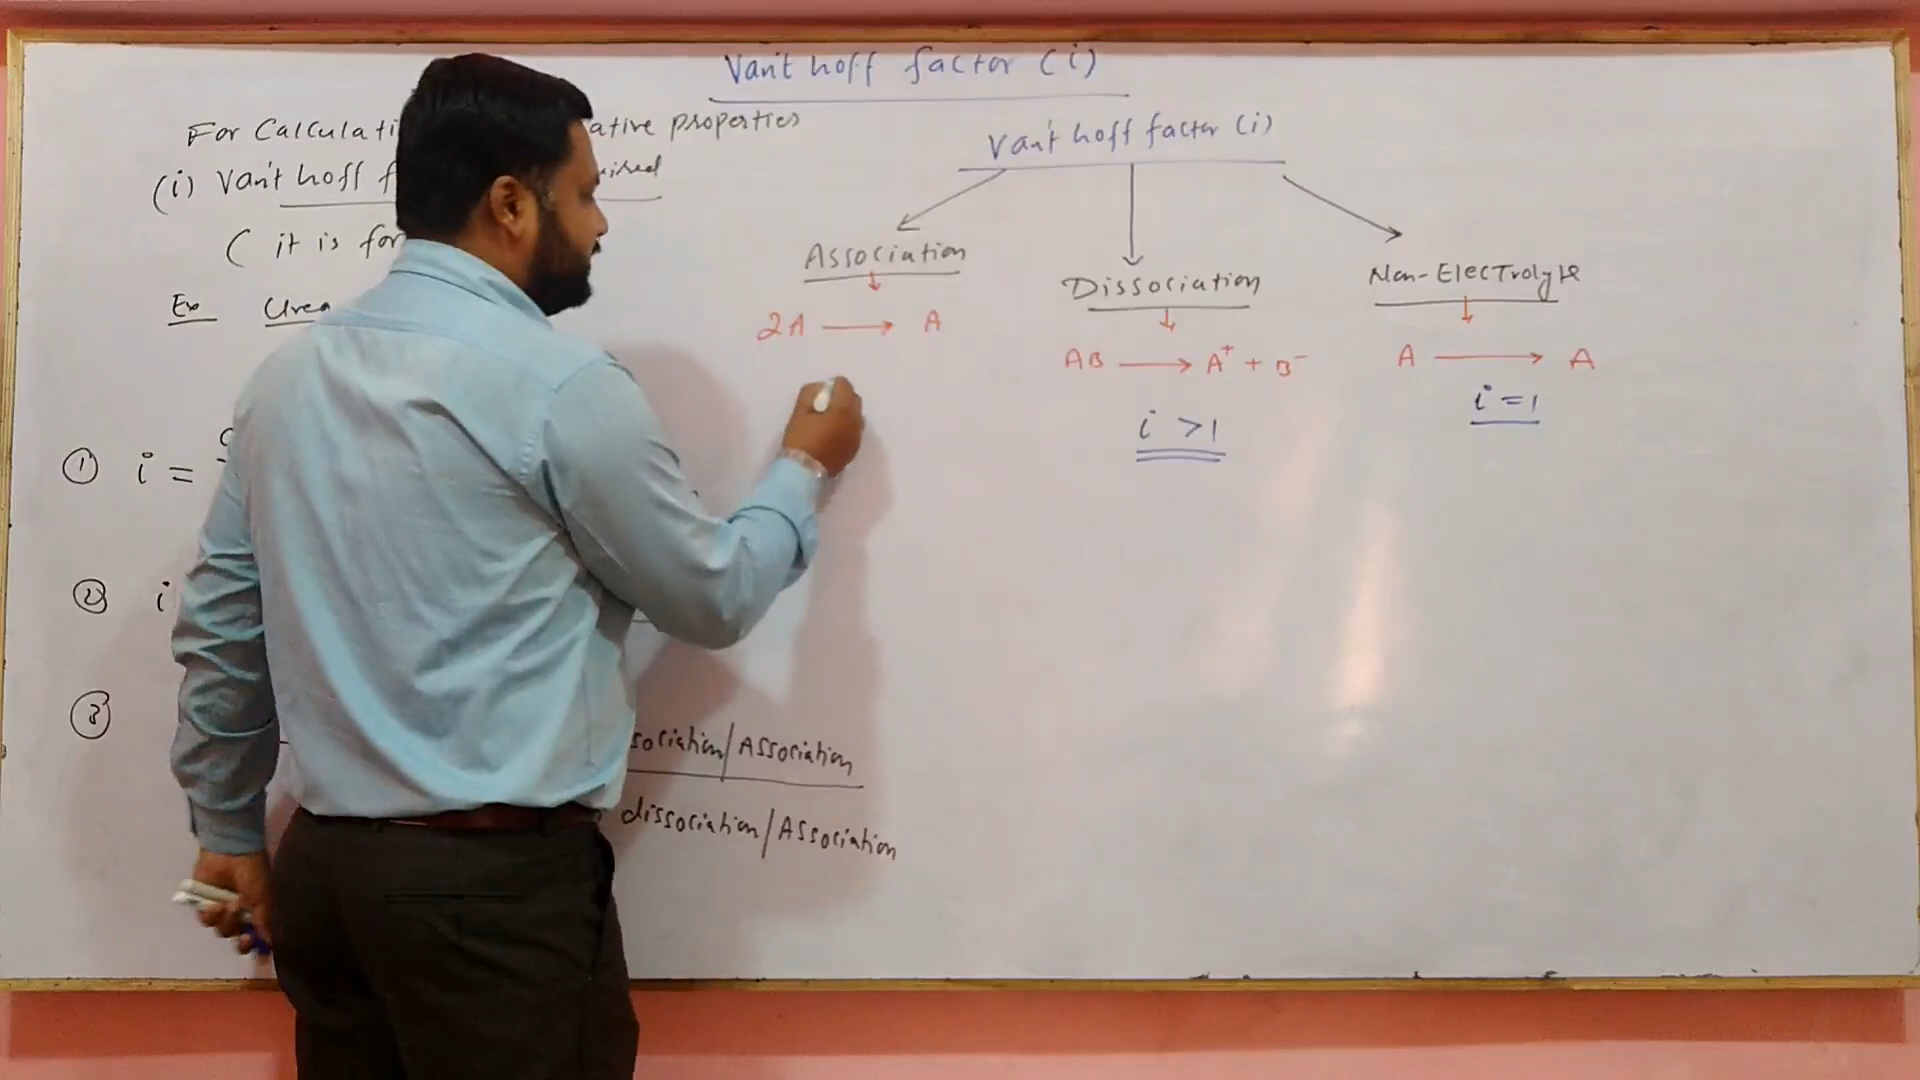 Van't hoff factor (i)
For Calculati ative properties
(i) Van't hoff f uired
( it is for
Ex Urea
① i =
② i
③
sociation/Association
dissociation/Association
Van't hoff factor (i)
Association
2A → A
Dissociation
AB → A⁺ + B⁻
i > 1
Non-Electrolyte
A → A
i = 1